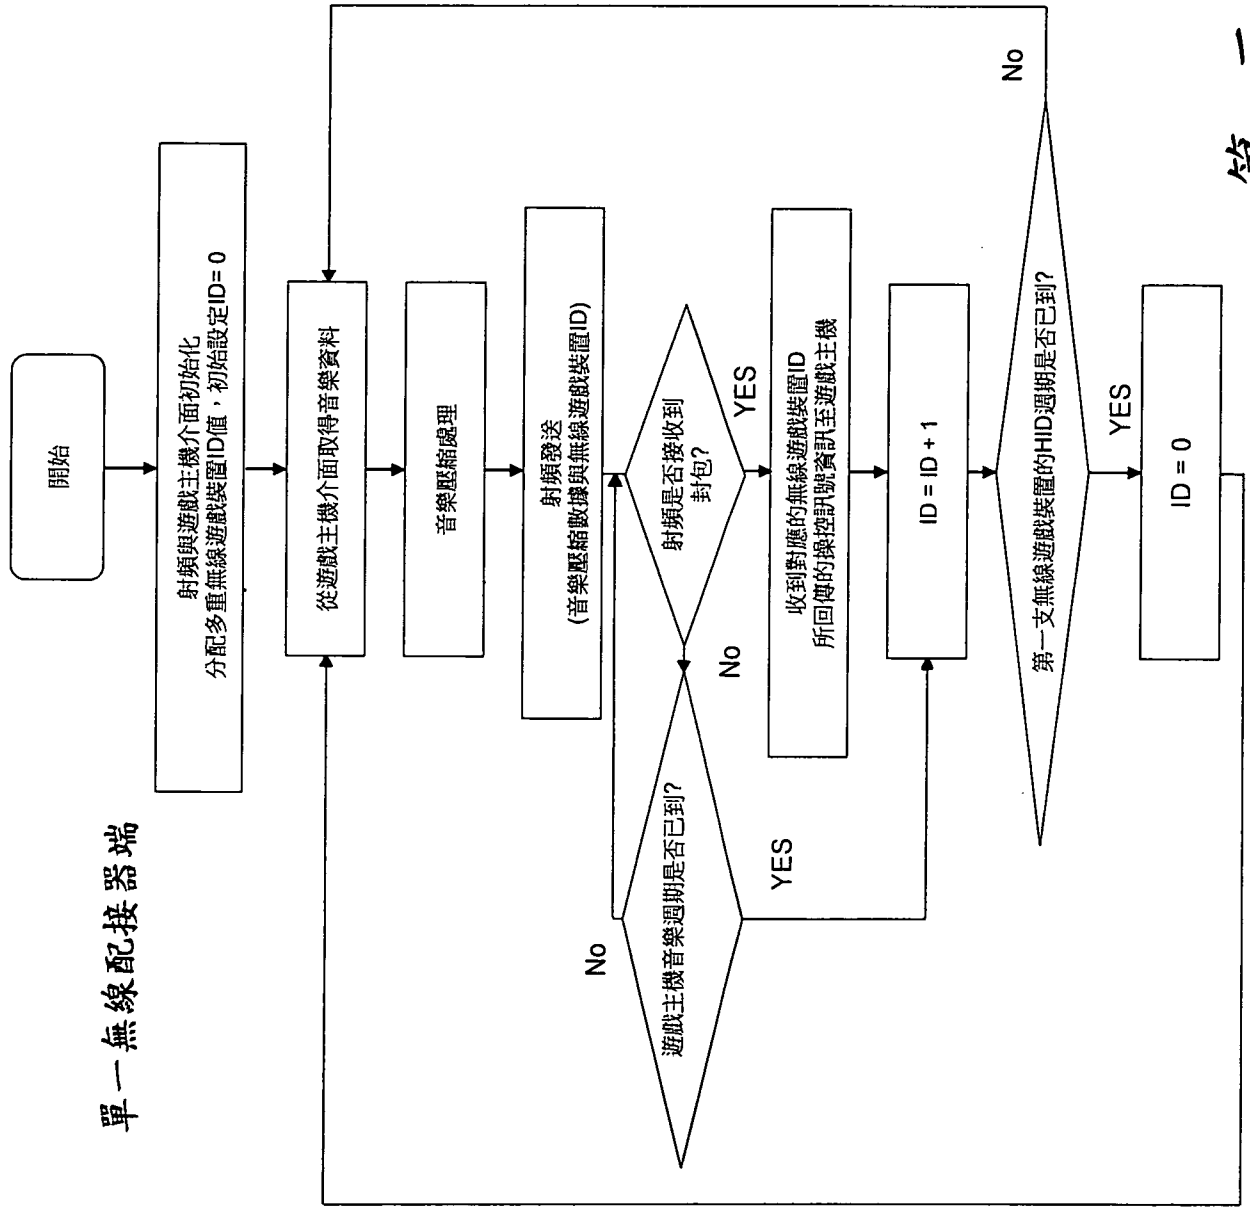 單一無線配接器端
開始
射頻與遊戲主機介面初始化
分配多重無線遊戲裝置ID值，初始設定ID= 0
從遊戲主機介面取得音樂資料
音樂壓縮處理
射頻發送
(音樂壓縮數據與無線遊戲裝置ID)
射頻是否接收到
封包?
No
YES
遊戲主機音樂週期是否已到?
No
YES
收到對應的無線遊戲裝置ID
所回傳的操控訊號資訊至遊戲主機
ID = ID + 1
第一支無線遊戲裝置的HID週期是否已到?
No
YES
ID = 0
第 一